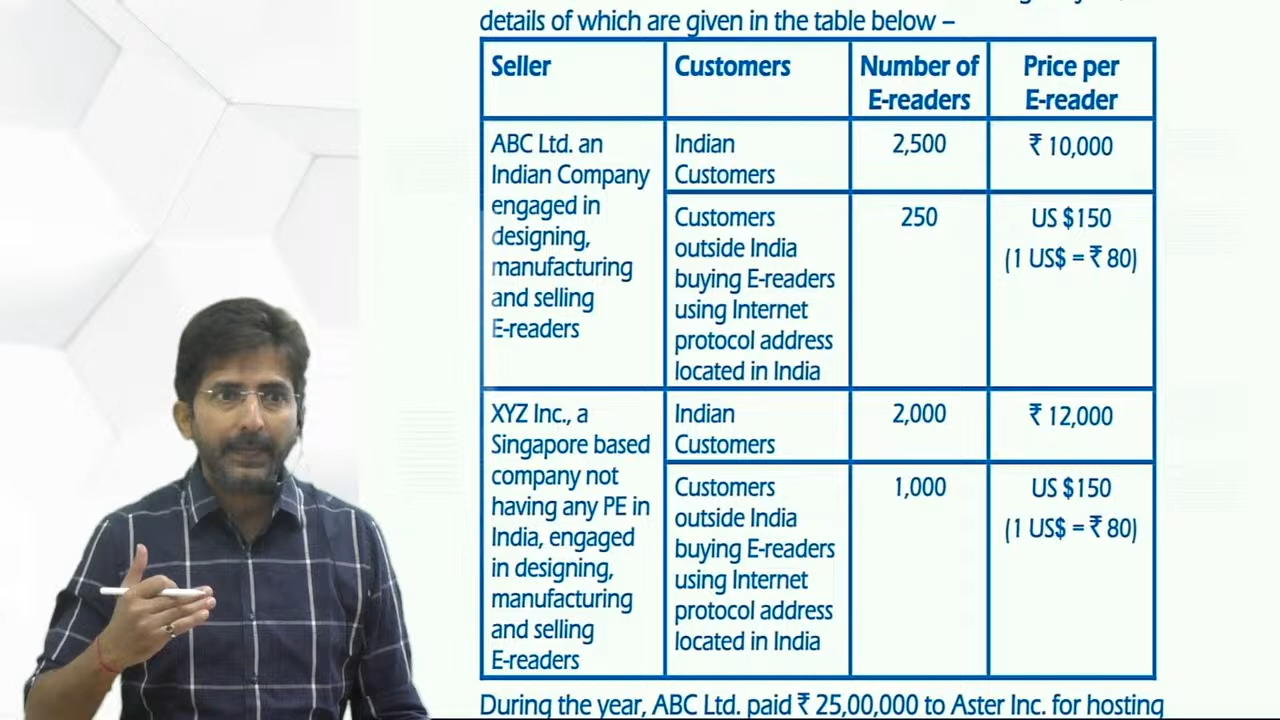 details of which are given in the table below –
Seller
Customers
Number of
E-readers
Price per
E-reader
ABC Ltd. an
Indian Company
engaged in
designing,
manufacturing
and selling
E-readers
Indian
Customers
2,500
₹ 10,000
Customers
outside India
buying E-readers
using Internet
protocol address
located in India
250
US $150
(1 US$ = ₹ 80)
XYZ Inc., a
Singapore based
company not
having any PE in
India, engaged
in designing,
manufacturing
and selling
E-readers
Indian
Customers
2,000
₹ 12,000
Customers
outside India
buying E-readers
using Internet
protocol address
located in India
1,000
US $150
(1 US$ = ₹ 80)
During the year, ABC Ltd. paid ₹ 25,00,000 to Aster Inc. for hosting